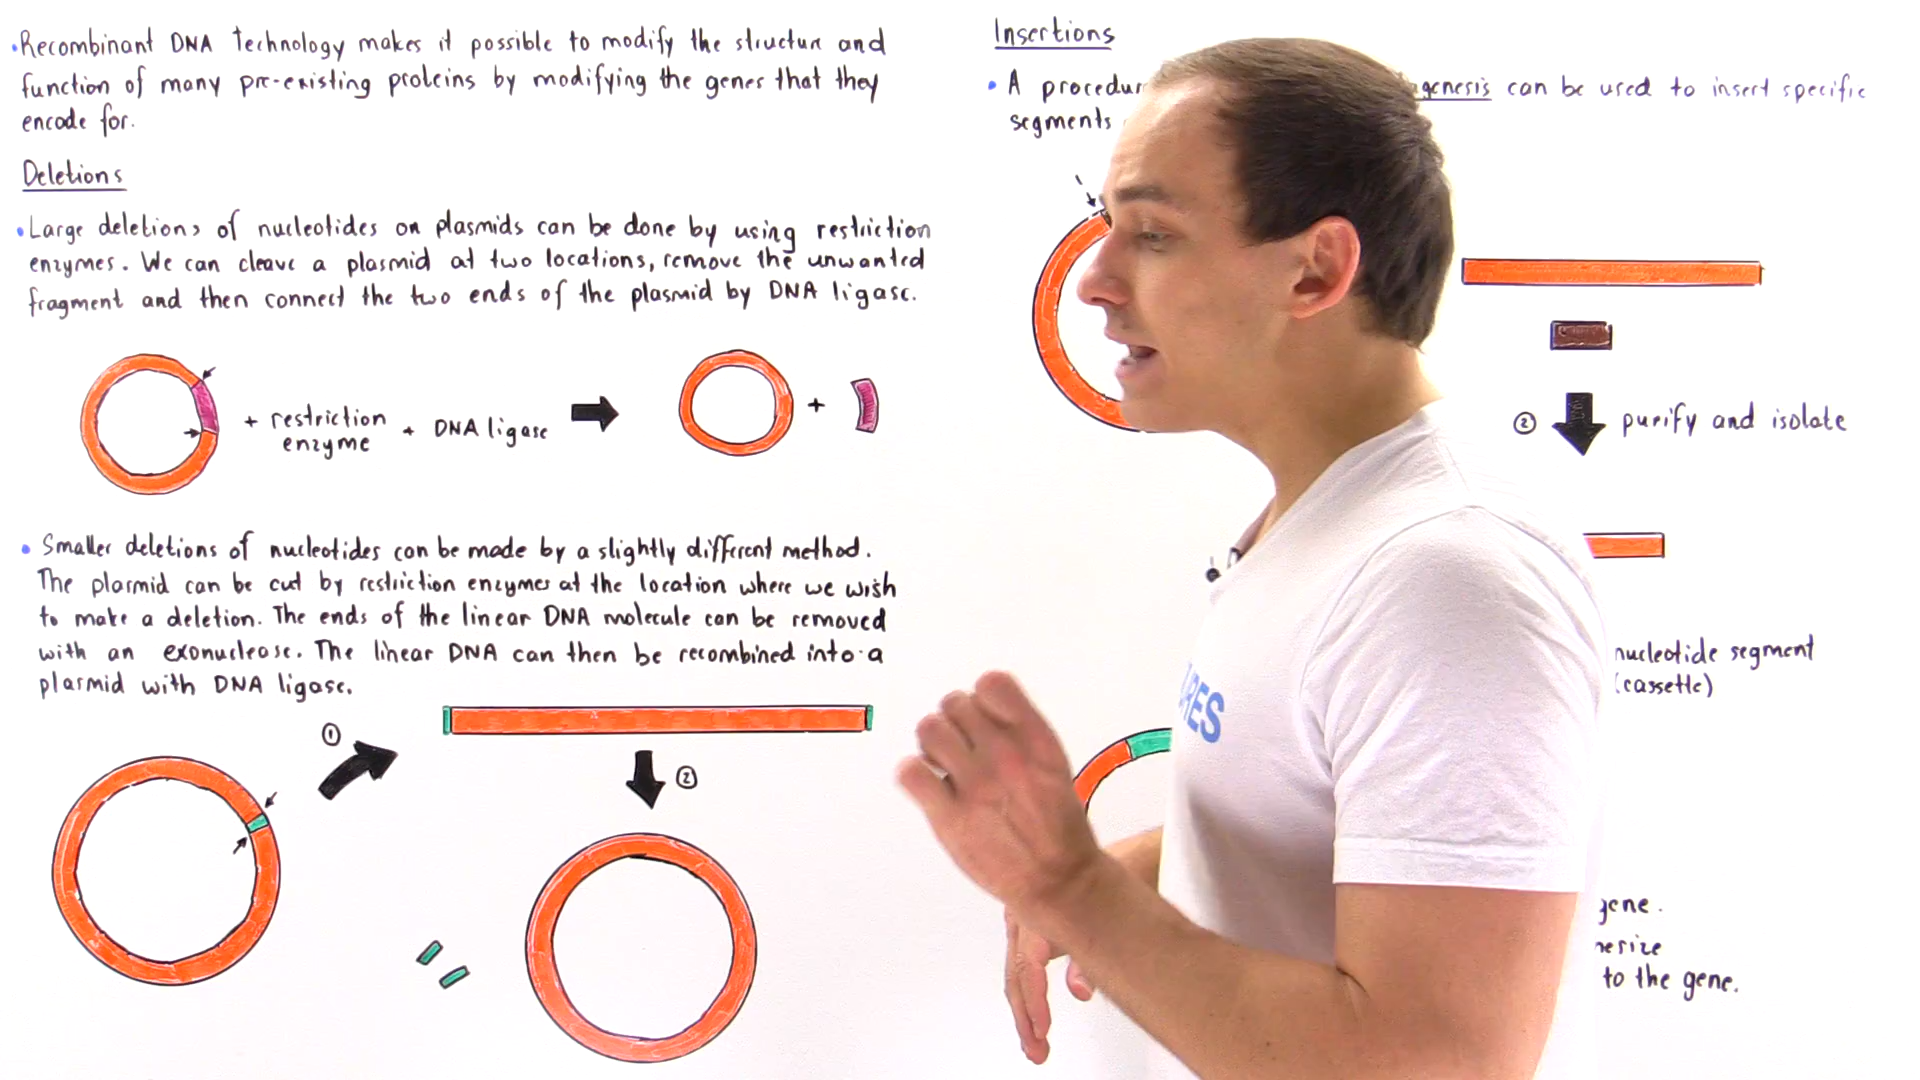 •Recombinant DNA Technology makes it possible to modify the structure and
function of many pre-existing proteins by modifying the genes that they
encode for.
Deletions
•Large deletions of nucleotides on plasmids can be done by using restriction
enzymes. We can cleave a plasmid at two locations, remove the unwanted
fragment and then connect the two ends of the plasmid by DNA ligase.
+ restriction enzyme + DNA ligase +
• Smaller deletions of nucleotides can be made by a slightly different method.
The plasmid can be cut by restriction enzymes at the location where we wish
to make a deletion. The ends of the linear DNA molecule can be removed
with an exonuclease. The linear DNA can then be recombined into a
plasmid with DNA ligase.
①
②
Insertions
• A procedur genesis can be used to insert specific
segments
② purify and isolate
nucleotide segment
(cassette)
gene.
to the gene.
RES